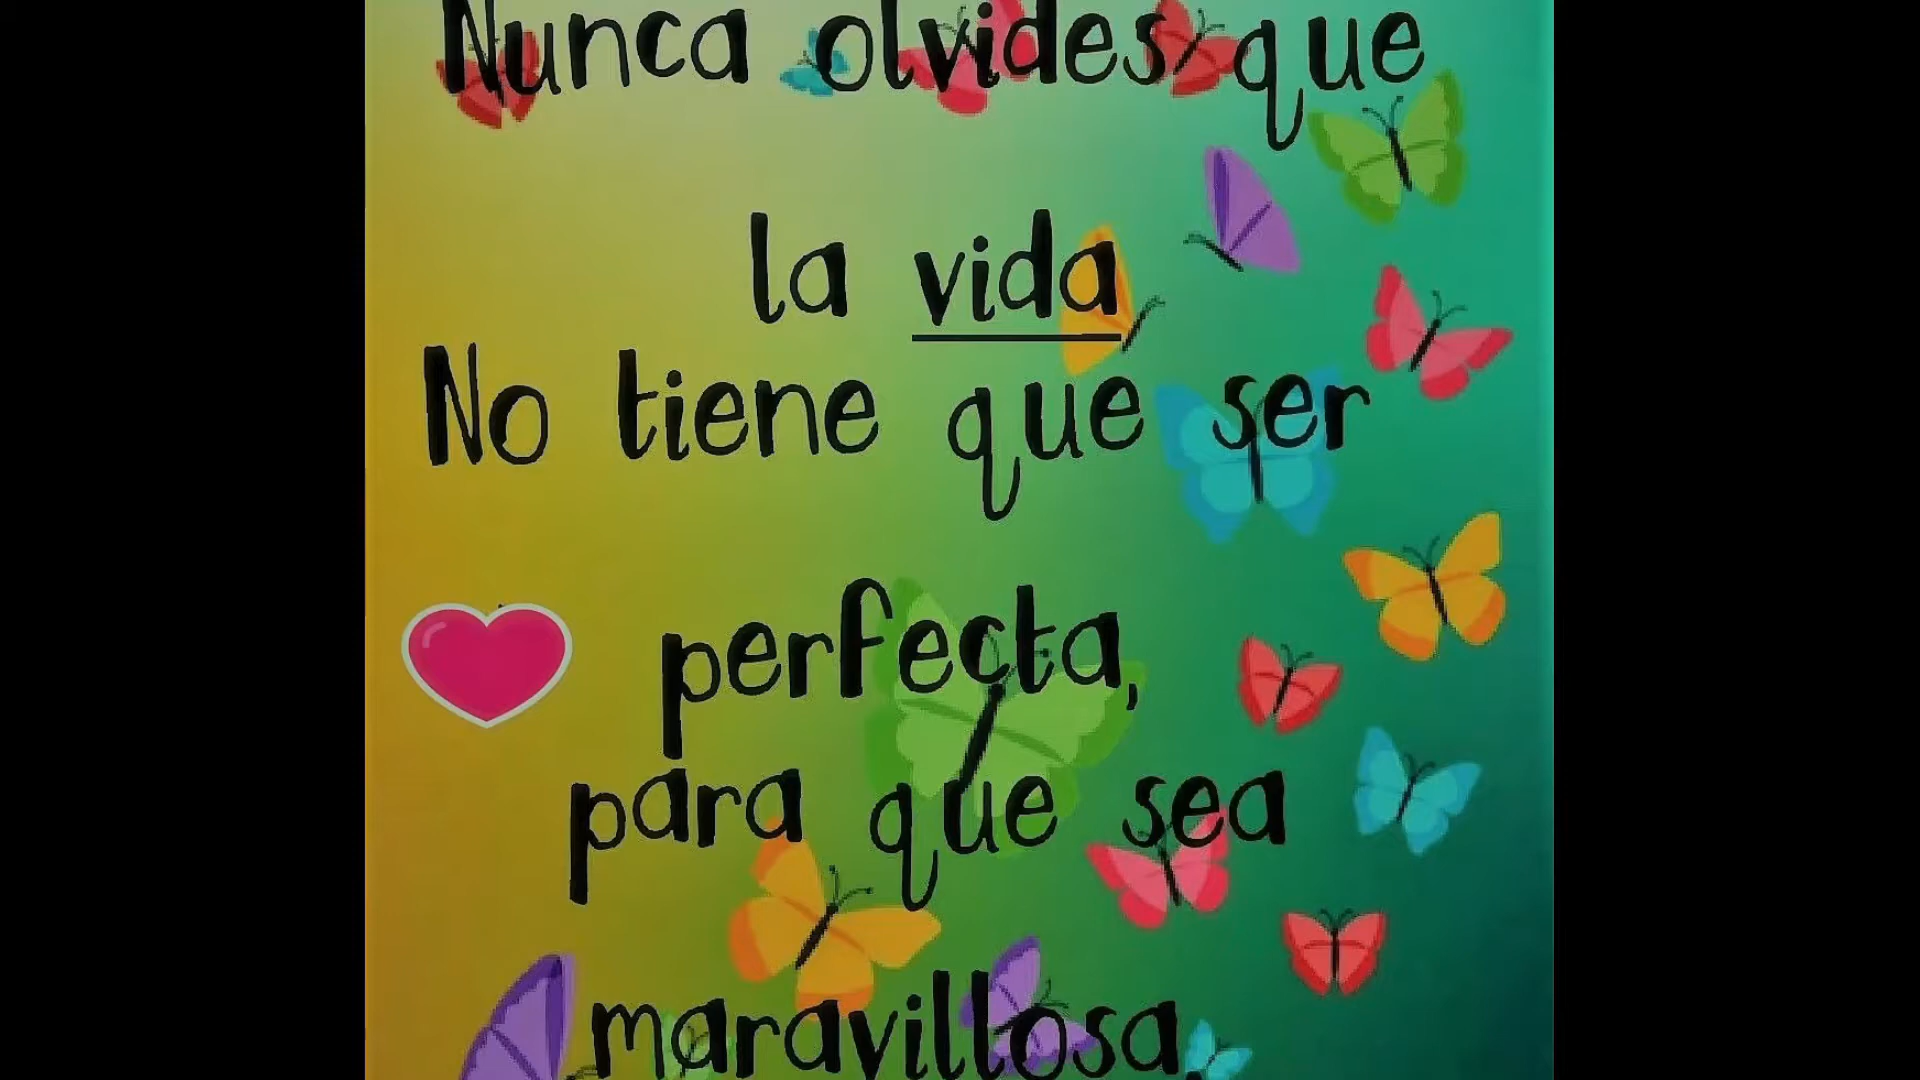 Nunca olvides que
la vida
No tiene que ser
perfecta,
para que sea
maravillosa.